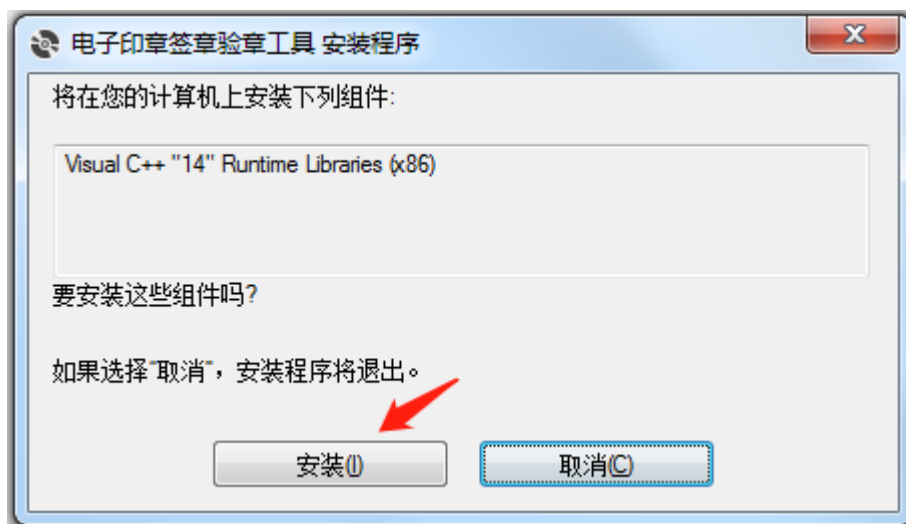 电子印章签章验章工具 安装程序
将在您的计算机上安装下列组件:
Visual C++ "14" Runtime Libraries (x86)
要安装这些组件吗?
如果选择“取消”，安装程序将退出。
安装(I)
取消(C)